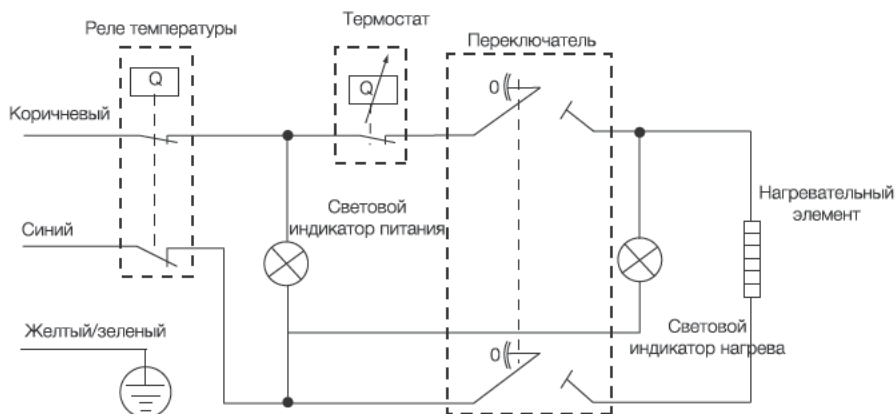 Термостат
Реле температуры
Переключатель
Q
Q
0
Коричневый
Нагревательный
элемент
Световой
индикатор питания
Синий
Желтый/зеленый
Световой
индикатор нагрева
0